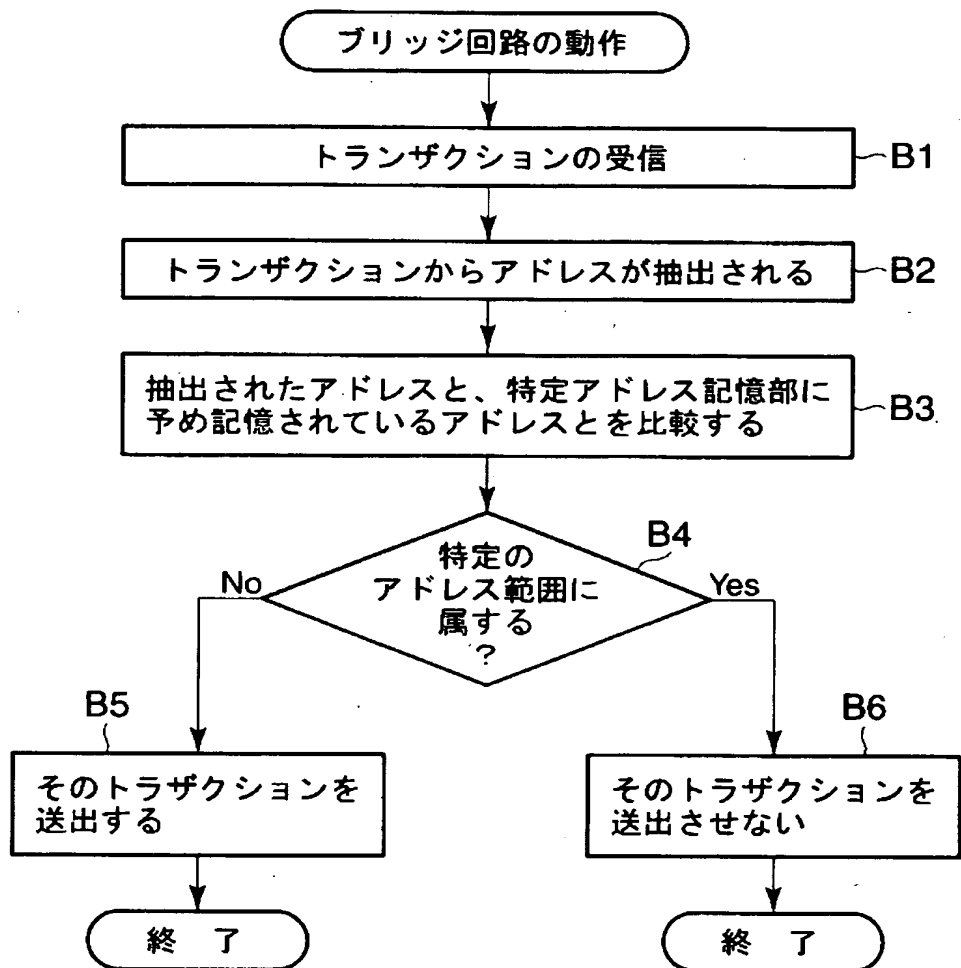 ブリッジ回路の動作
トランザクションの受信
B1
トランザクションからアドレスが抽出される
B2
抽出されたアドレスと、特定アドレス記憶部に
予め記憶されているアドレスとを比較する
B3
特定の
アドレス範囲に
属する
?
B4
No
Yes
B5
そのトラザクションを
送出する
B6
そのトラザクションを
送出させない
終 了
終 了